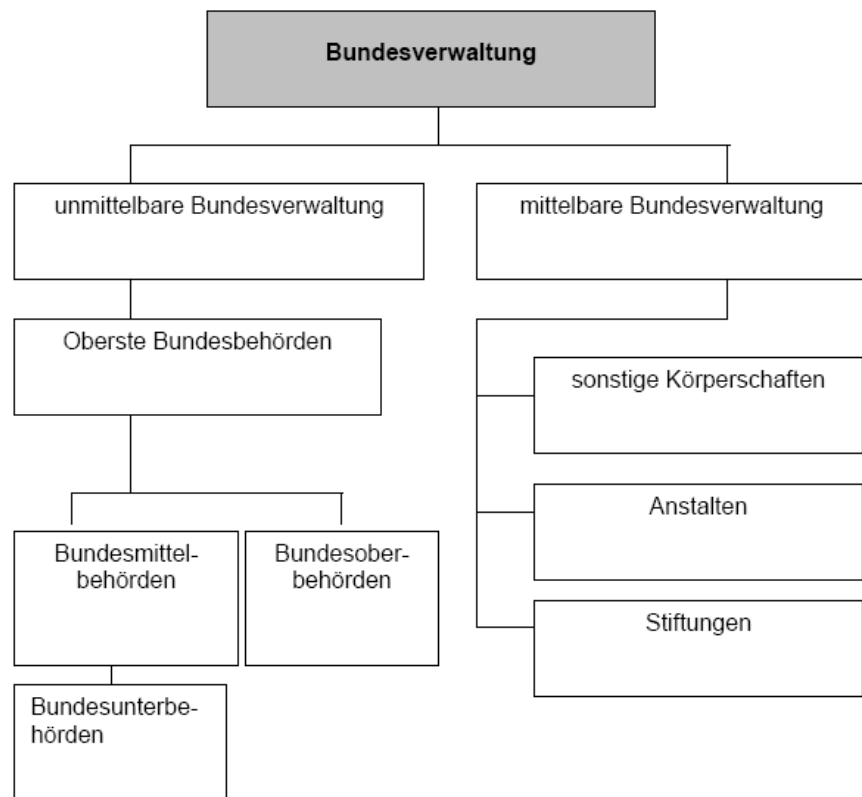 Bundesverwaltung
unmittelbare Bundesverwaltung
mittelbare Bundesverwaltung
Oberste Bundesbehörden
sonstige Körperschaften
Anstalten
Bundesmittel-
behörden
Bundesober-
behörden
Stiftungen
Bundesunterbe-
hörden